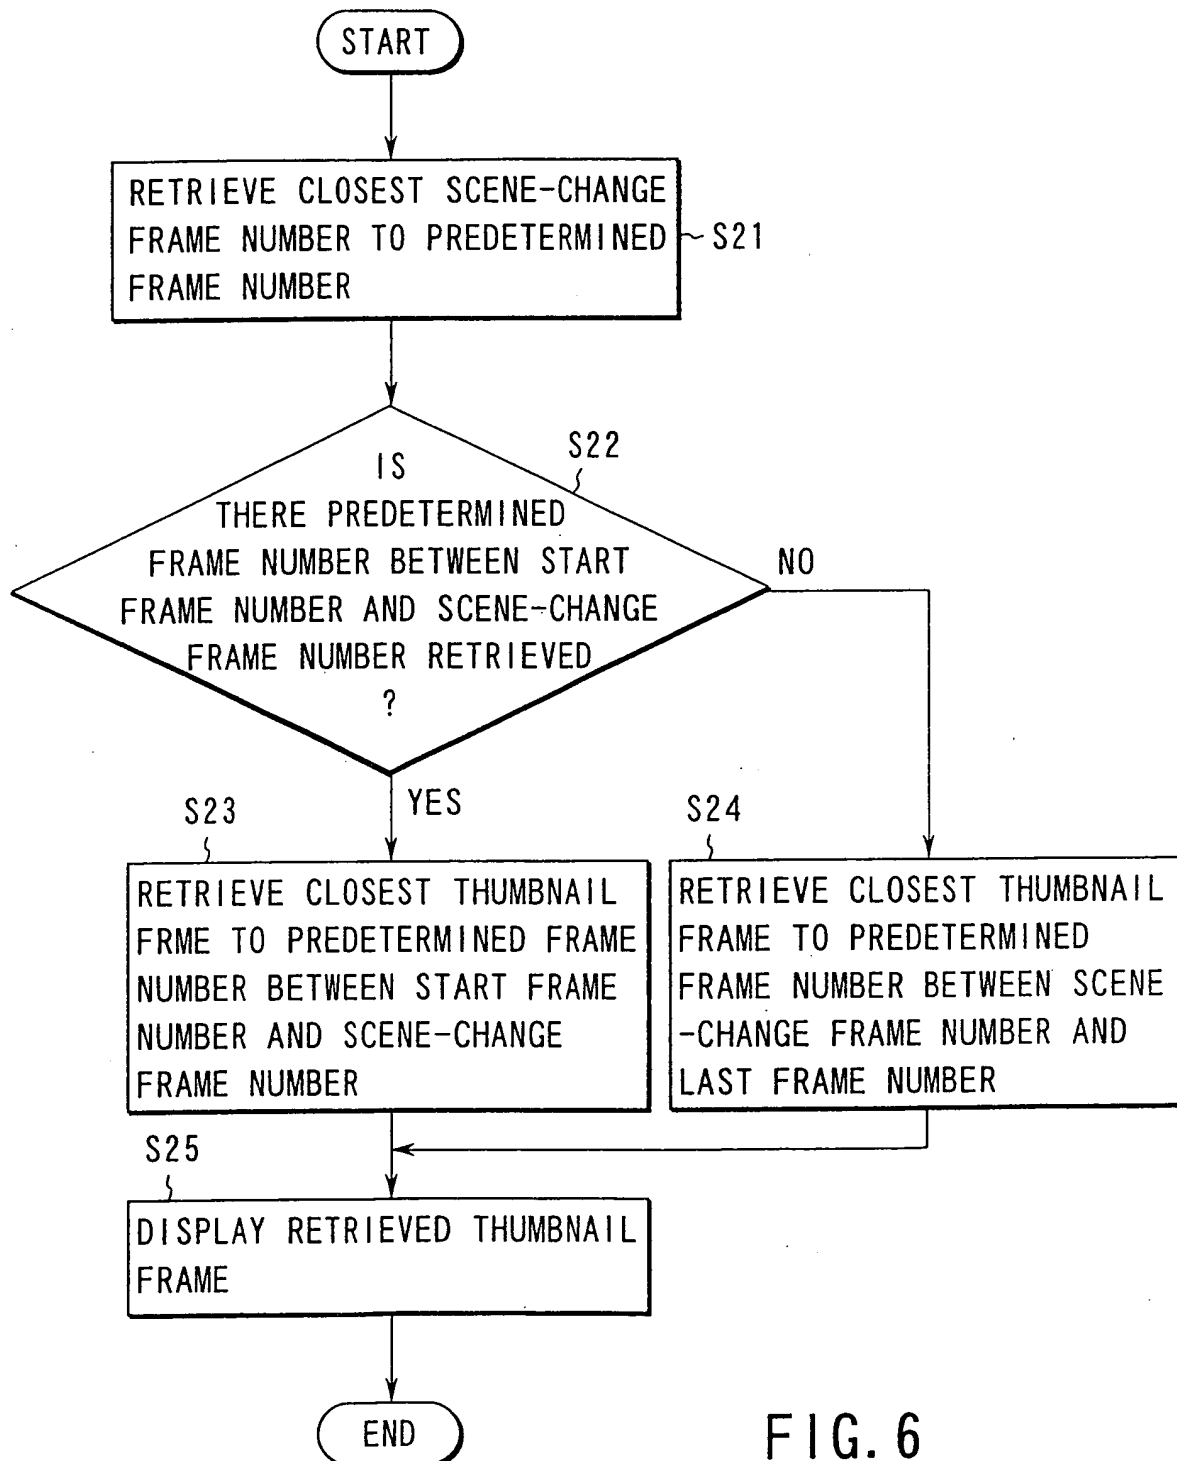 START
RETRIEVE CLOSEST SCENE-CHANGE
FRAME NUMBER TO PREDETERMINED
FRAME NUMBER
S21
S22
IS
THERE PREDETERMINED
FRAME NUMBER BETWEEN START
FRAME NUMBER AND SCENE-CHANGE
FRAME NUMBER RETRIEVED
?
NO
YES
S23
RETRIEVE CLOSEST THUMBNAIL
FRME TO PREDETERMINED FRAME
NUMBER BETWEEN START FRAME
NUMBER AND SCENE-CHANGE
FRAME NUMBER
S24
RETRIEVE CLOSEST THUMBNAIL
FRAME TO PREDETERMINED
FRAME NUMBER BETWEEN SCENE
-CHANGE FRAME NUMBER AND
LAST FRAME NUMBER
S25
DISPLAY RETRIEVED THUMBNAIL
FRAME
END
FIG. 6